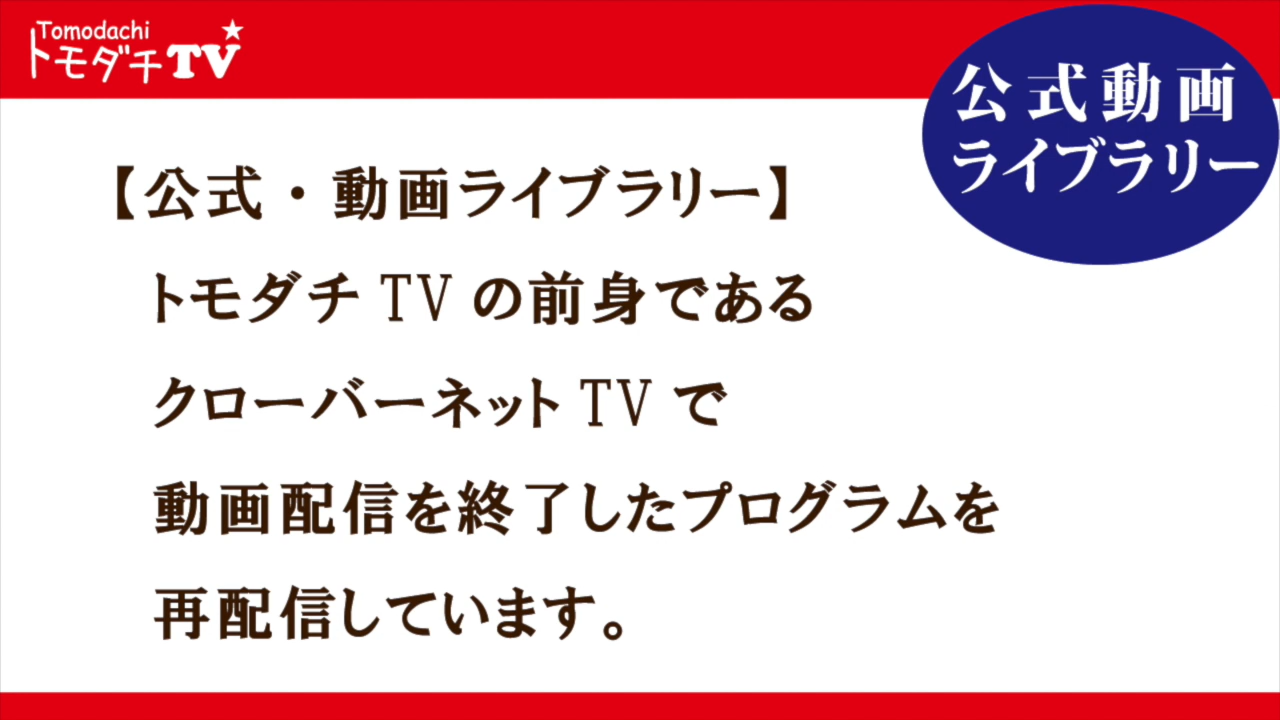 Tomodachi
トモダチTV
公式動画
ライブラリー
【公式・動画ライブラリー】
トモダチTVの前身である
クローバーネットTVで
動画配信を終了したプログラムを
再配信しています。